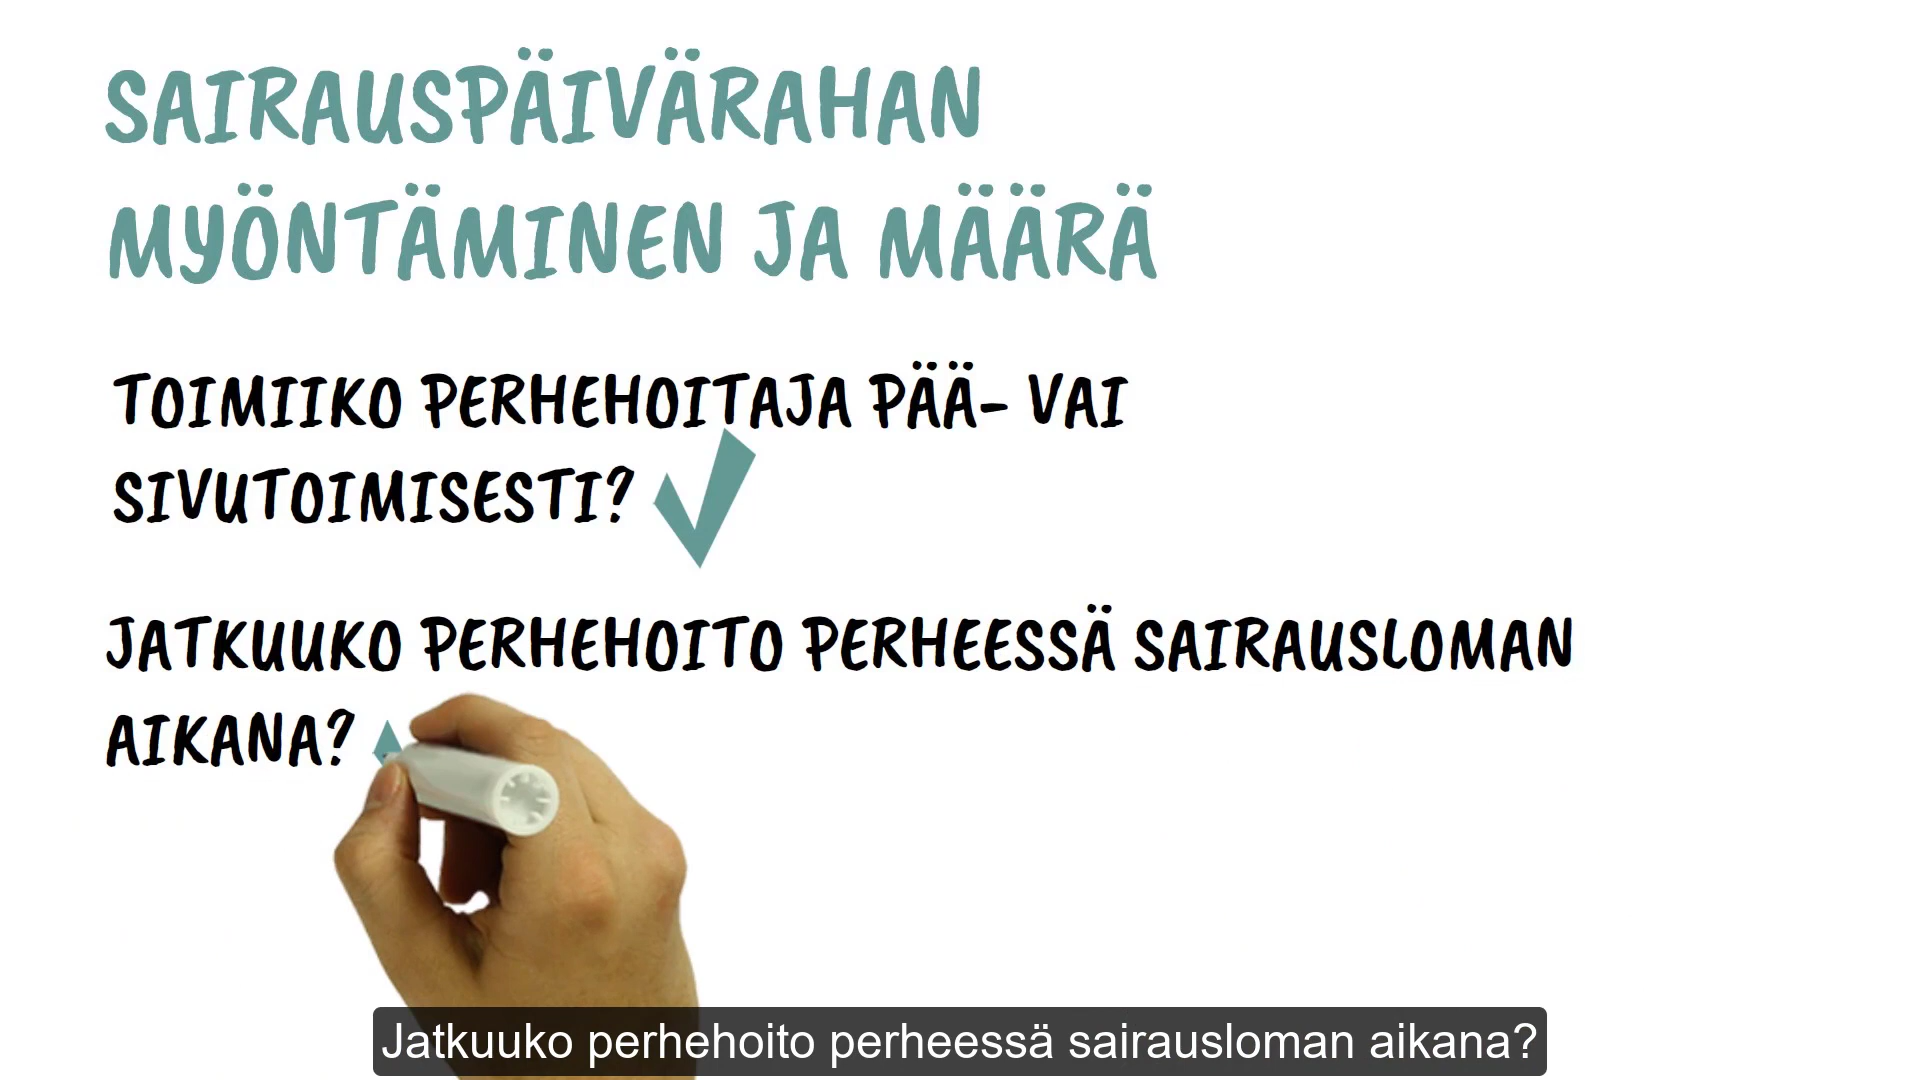 SAIRAUSPÄIVÄRAHAN
MYÖNTÄMINEN JA MÄÄRÄ
TOIMIIKO PERHEHOITAJA PÄÄ- VAI
SIVUTOIMISESTI?
JATKUUKO PERHEHOITO PERHEESSÄ SAIRAUSLOMAN
AIKANA?
Jatkuuko perhehoito perheessä sairausloman aikana?